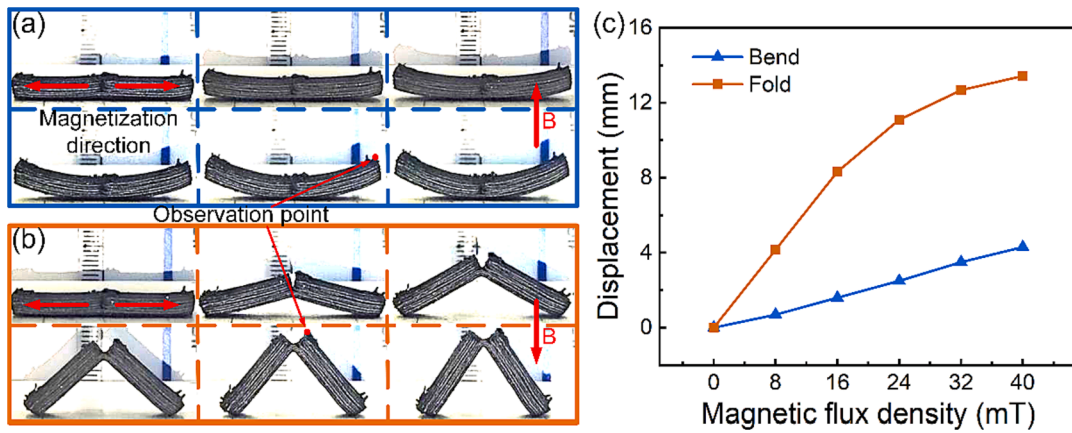 (a)
Magnetization
direction
B
Observation point
(b)
B
(c)
Bend
Fold
Displacement (mm)
16
12
8
4
0
0 8 16 24 32 40
Magnetic flux density (mT)